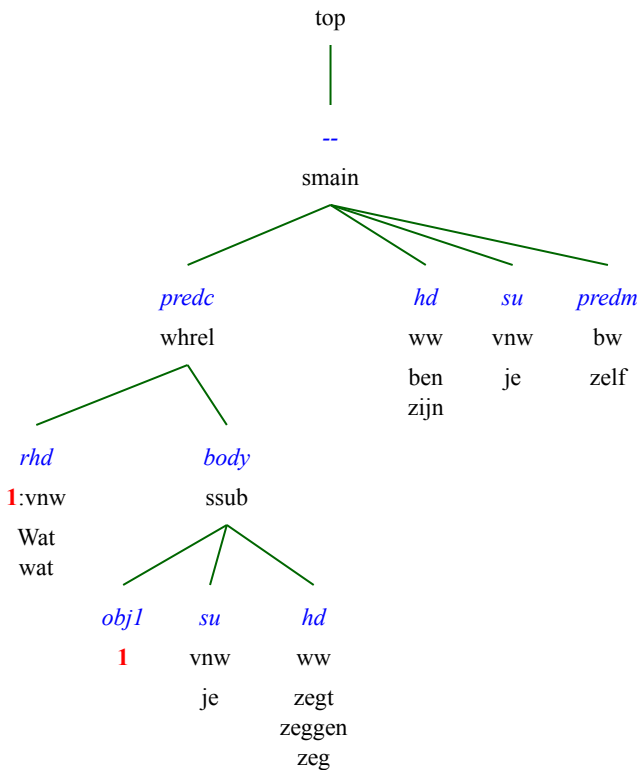 top
--
smain
predc hd su predm
whrel ww vnw bw
ben je zelf
zijn
rhd body
1:vnw ssub
Wat
wat
obj1 su hd
1 vnw ww
je zegt
zeggen
zeg